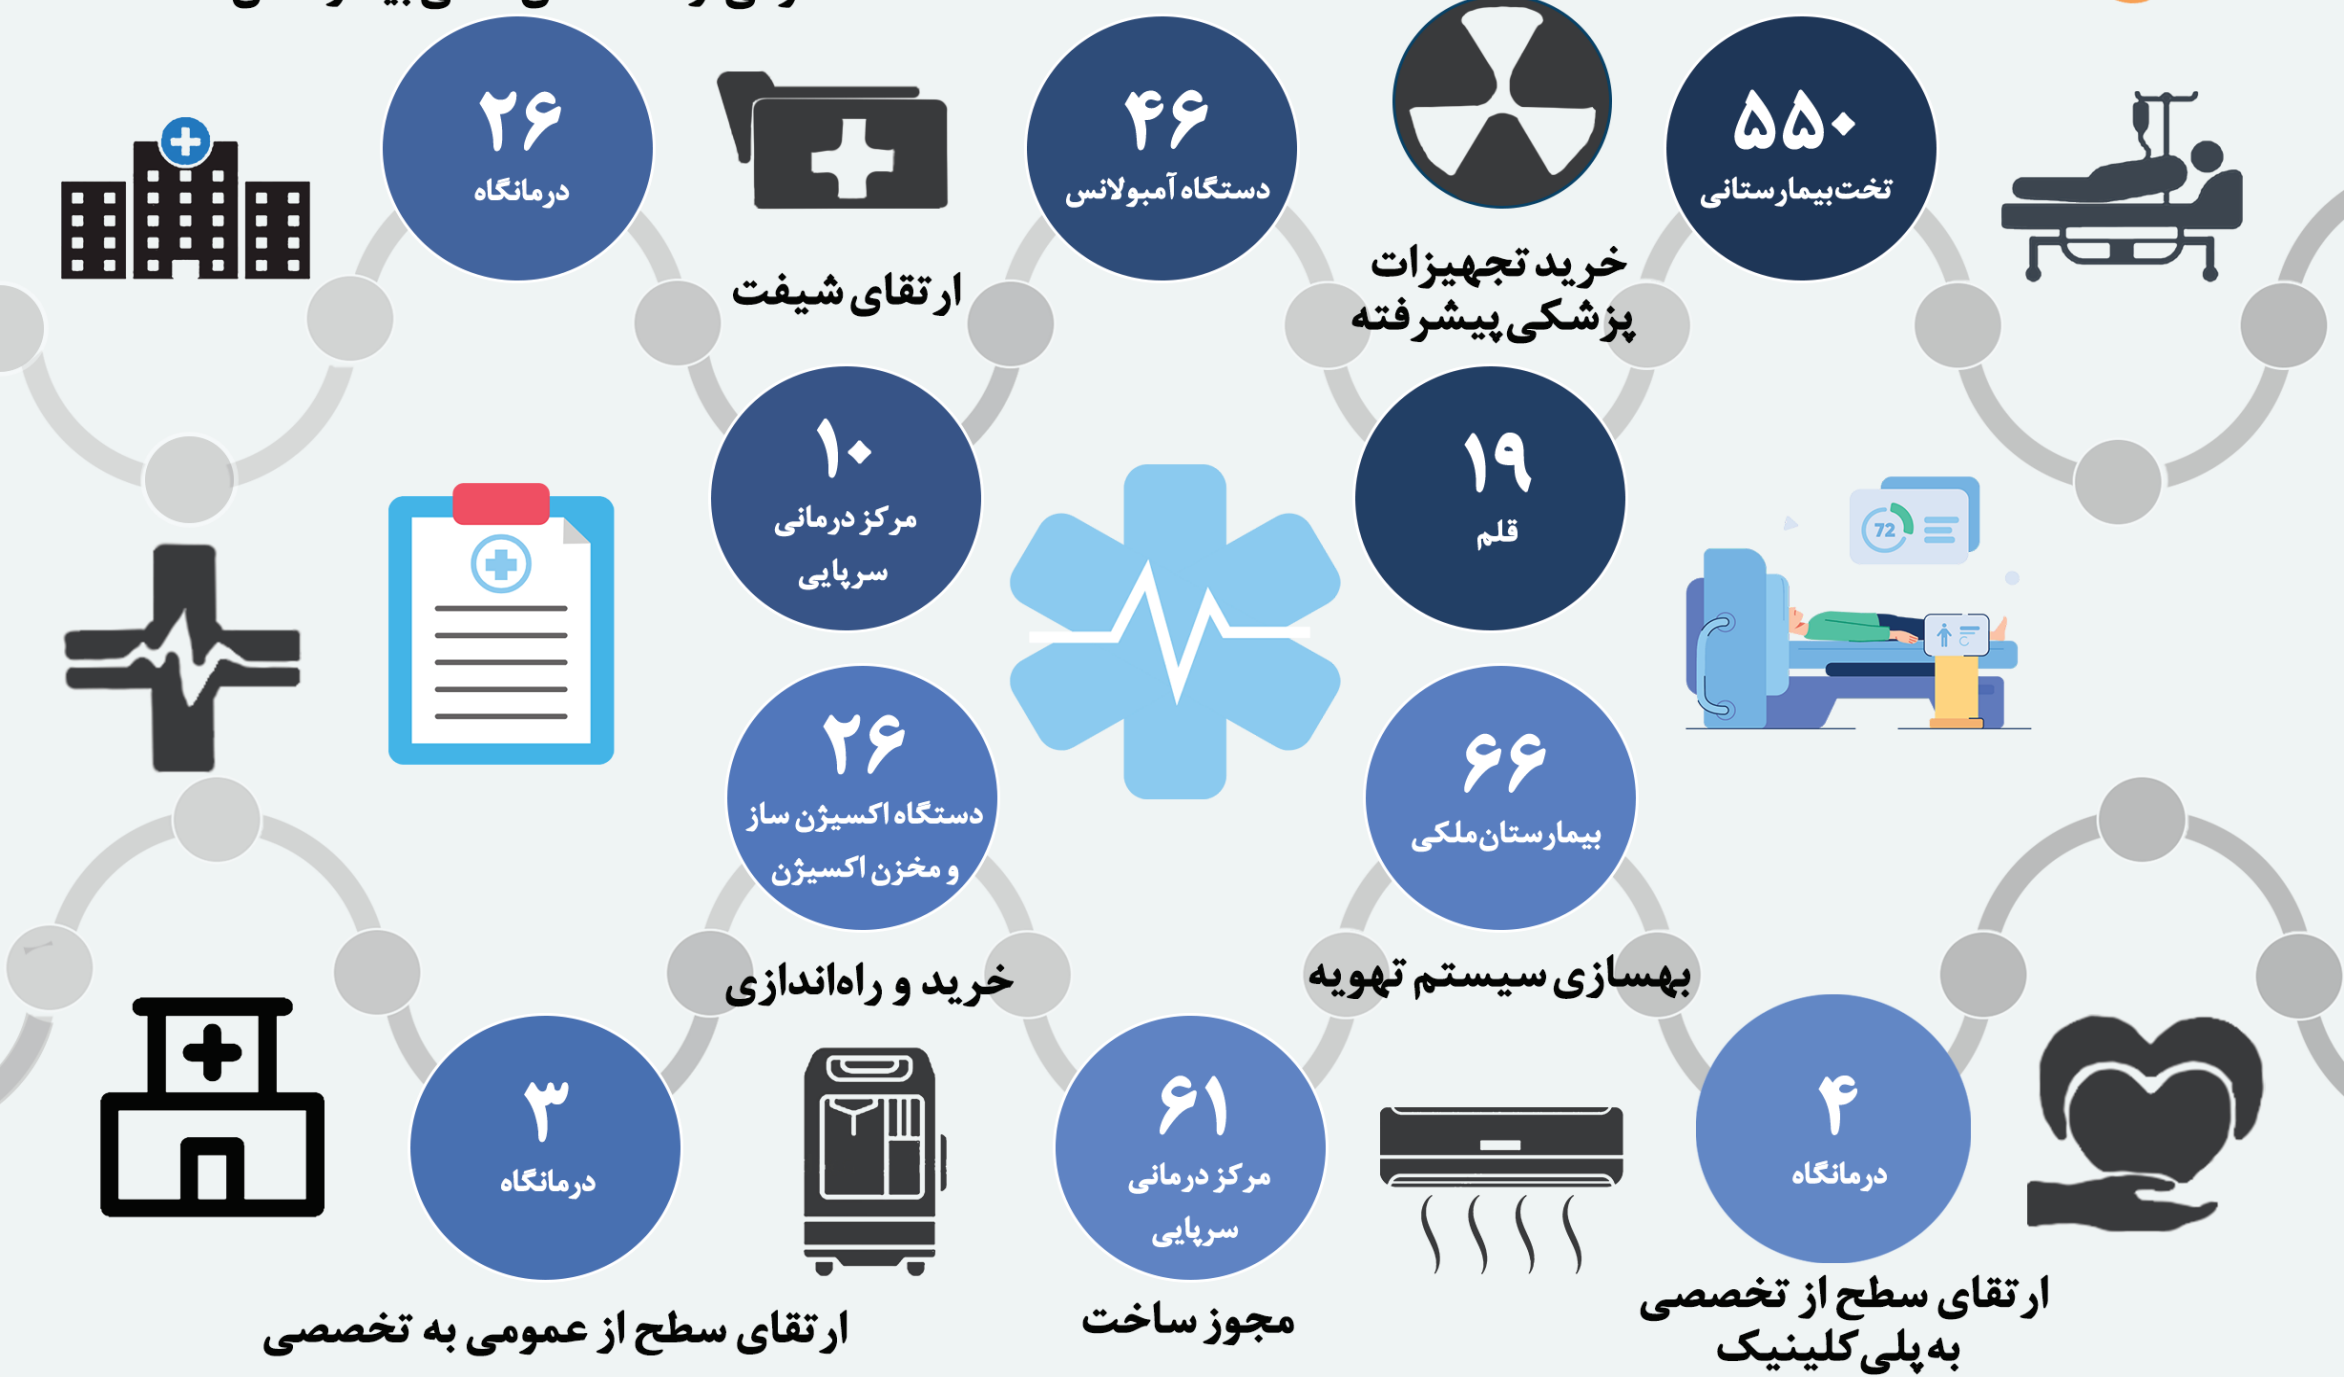 ۵۵۰
تخت بیمارستانی
۴۶
دستگاه آمبولانس
۲۶
درمانگاه
خرید تجهیزات
پزشکی پیشرفته
ارتقای شیفت
۱۹
قلم
۱۰
مرکز درمانی
سرپایی
72
۶۶
بیمارستان ملکی
۲۶
دستگاه اکسیژن ساز
و مخزن اکسیژن
بهسازی سیستم تهویه
خرید و راه‌اندازی
۴
درمانگاه
۶۱
مرکز درمانی
سرپایی
۳
درمانگاه
ارتقای سطح از تخصصی
به پلی کلینیک
مجوز ساخت
ارتقای سطح از عمومی به تخصصی